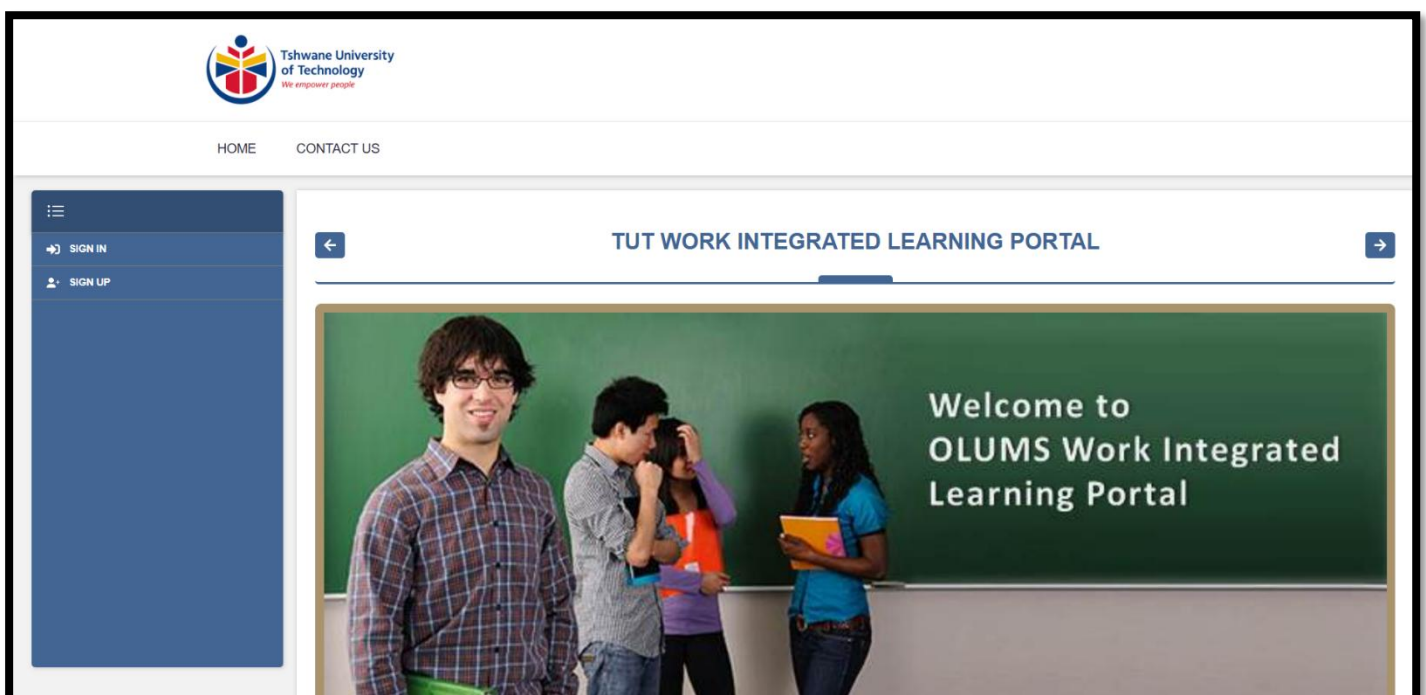 Tshwane University
of Technology
We empower people
HOME CONTACT US
SIGN IN
SIGN UP
TUT WORK INTEGRATED LEARNING PORTAL
Welcome to
OLUMS Work Integrated
Learning Portal